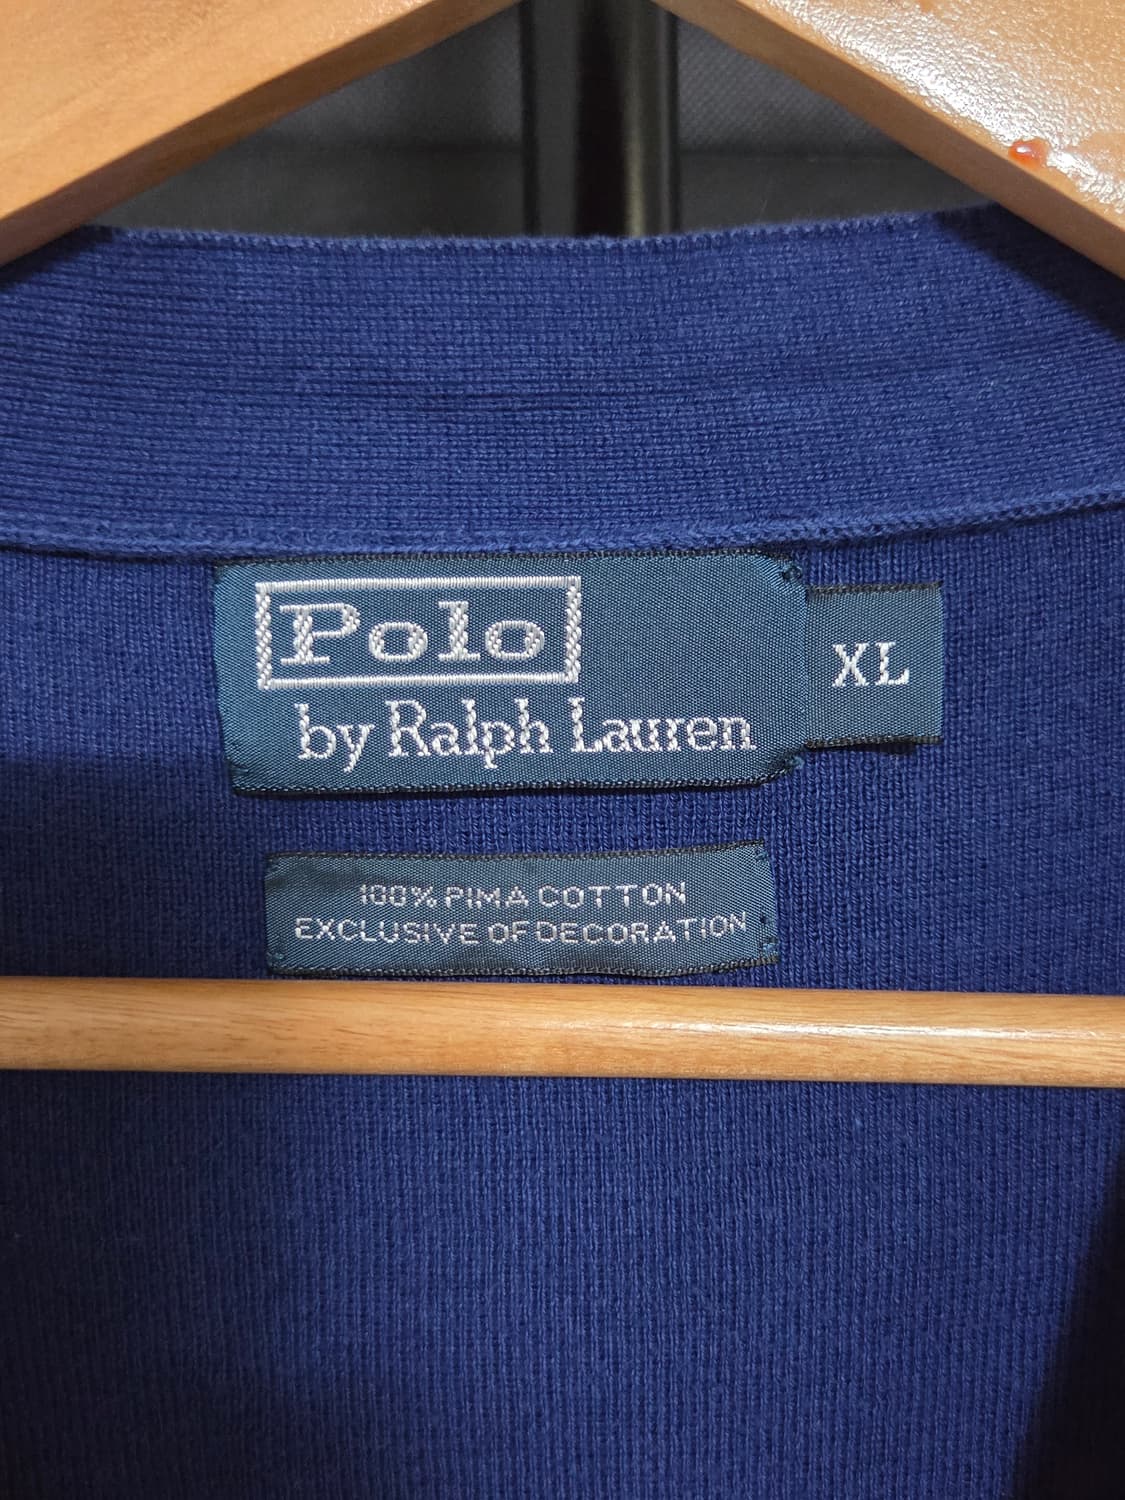 Polo
by Ralph Lauren
XL
100% PIMA COTTON
EXCLUSIVE OF DECORATION